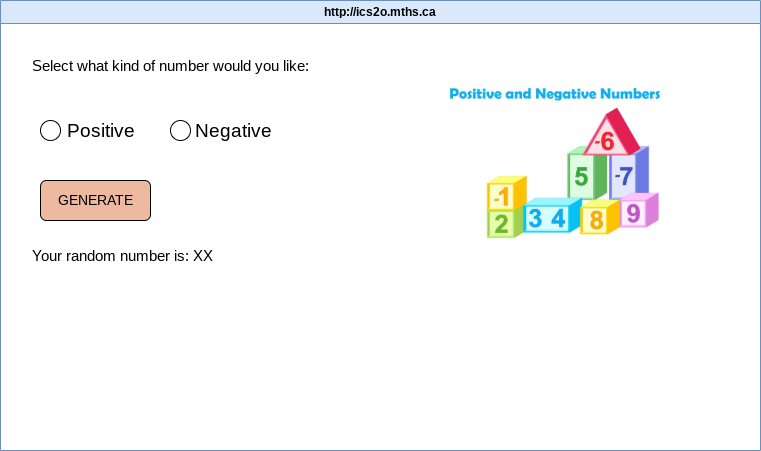 http://ics2o.mths.ca
Select what kind of number would you like:
Positive and Negative Numbers
Positive
Negative
-6
5
-7
-1
2
3 4
8
9
GENERATE
Your random number is: XX